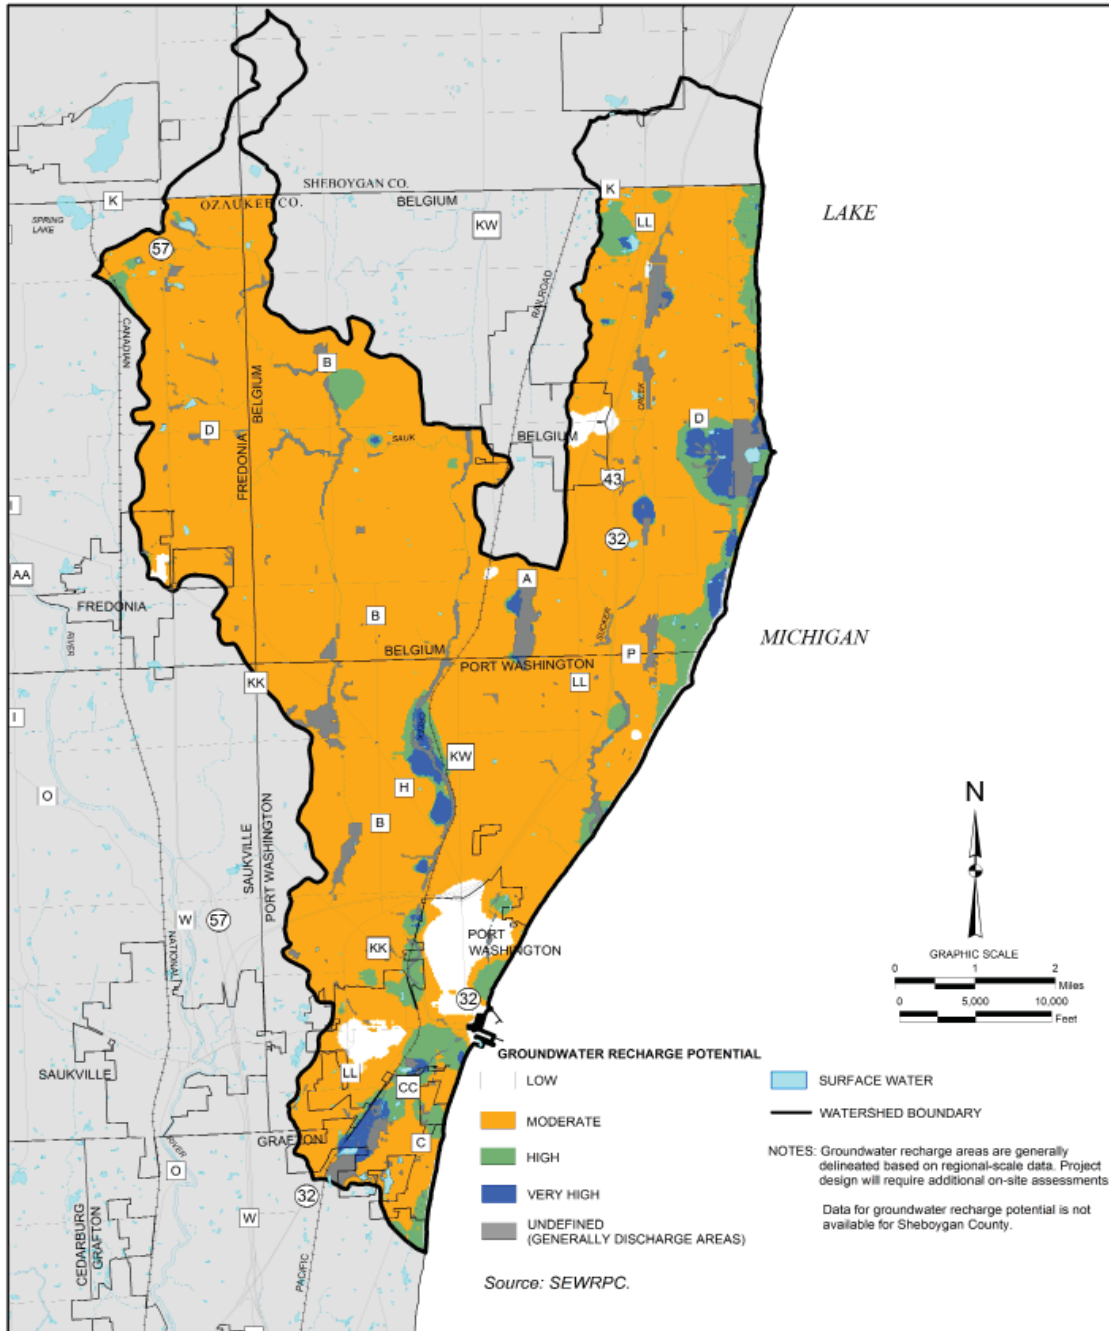 SHEBOYGAN CO.
OZAUKEE CO.
BELGIUM
K
K
SPRING
LAKE
57
KW
LL
LAKE
RAILROAD
CANADIAN
B
BELGIUM
FREDONIA
D
SAUK
CREEK
D
BELGIUM
43
32
I
AA
FREDONIA
RIVER
A
B
SUCKER
MICHIGAN
BELGIUM
PORT WASHINGTON
P
KK
LL
I
CREEK
KW
O
H
B
SAUKVILLE
PORT WASHINGTON
N
W
57
NATIONAL
KK
PORT
WASHINGTON
32
GRAPHIC SCALE
0 1 2
Miles
0 5,000 10,000
Feet
SAUKVILLE
LL
CC
GRAFTON
C
RIVER
O
32
W
CEDARBURG
GRAFTON
PACIFIC
GROUNDWATER RECHARGE POTENTIAL
LOW
MODERATE
HIGH
VERY HIGH
UNDEFINED
(GENERALLY DISCHARGE AREAS)
SURFACE WATER
WATERSHED BOUNDARY
NOTES: Groundwater recharge areas are generally
delineated based on regional-scale data. Project
design will require additional on-site assessments
Data for groundwater recharge potential is not
available for Sheboygan County.
Source: SEWRPC.